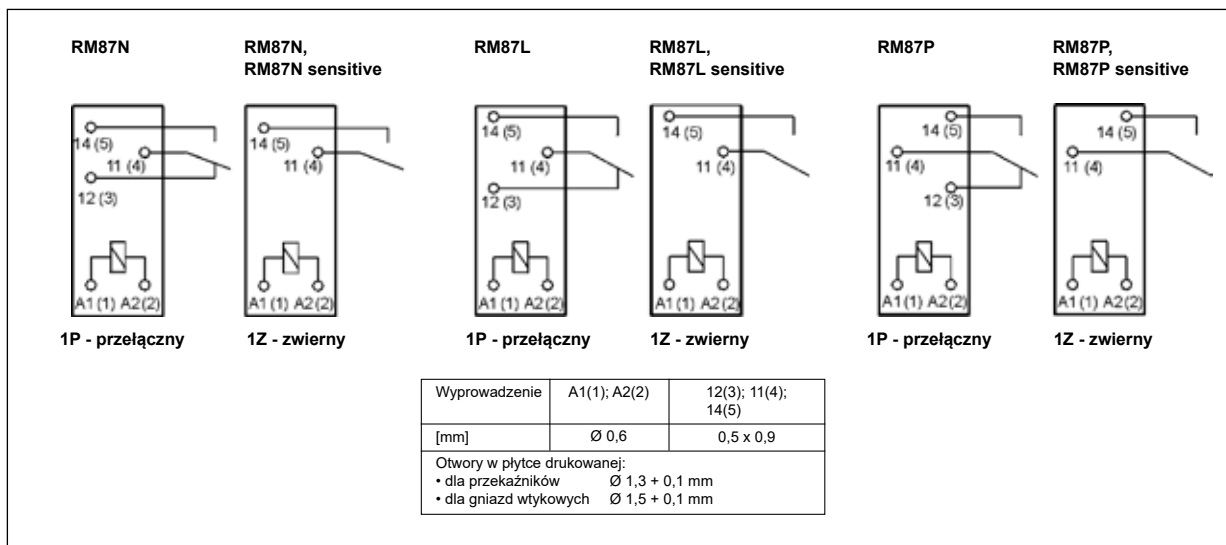 RM87N
RM87N,
RM87N sensitive
RM87L
RM87L,
RM87L sensitive
RM87P
RM87P,
RM87P sensitive
14 (5)
11 (4)
12 (3)
A1 (1) A2(2)
14 (5)
11 (4)
A1 (1) A2(2)
14 (5)
11 (4)
12 (3)
A1 (1) A2(2)
14 (5)
11 (4)
A1 (1) A2(2)
14 (5)
11 (4)
12 (3)
A1 (1) A2(2)
14 (5)
11 (4)
A1 (1) A2(2)
1P - przełączny
1Z - zwierny
1P - przełączny
1Z - zwierny
1P - przełączny
1Z - zwierny
Wyprowadzenie A1(1); A2(2) 12(3); 11(4);
14(5)
[mm] Ø 0,6 0,5 x 0,9
Otwory w płytce drukowanej:
• dla przekaźników Ø 1,3 + 0,1 mm
• dla gniazd wtykowych Ø 1,5 + 0,1 mm